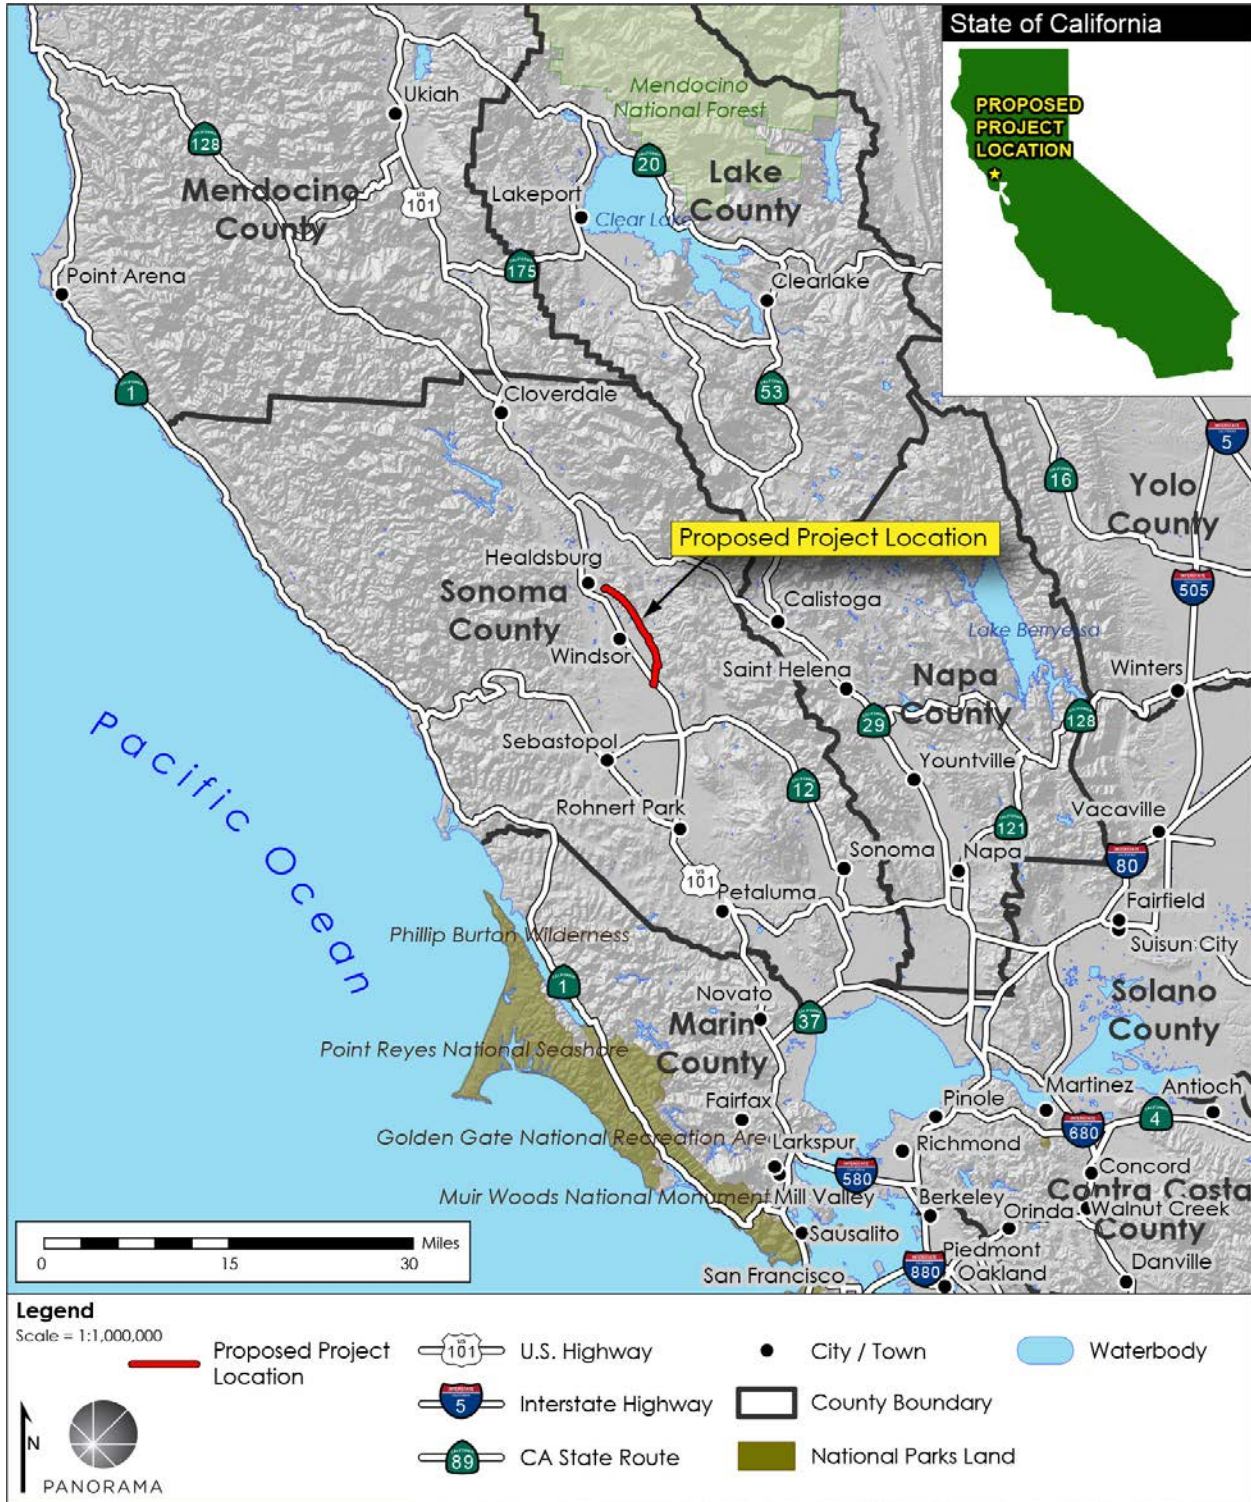 State of California
PROPOSED
PROJECT
LOCATION
Ukiah
Mendocino
National Forest
128
20
Mendocino
County
US
101
Lakeport
Lake
County
Clear Lake
175
Point Arena
Clearlake
1
53
Cloverdale
5
16
Yolo
County
Proposed Project Location
Healdsburg
505
Sonoma
County
Calistoga
Lake Berryessa
Windsor
Saint Helena
Napa
County
Winters
29
128
Pacific Ocean
Sebastopol
Yountville
12
Rohnert Park
121
Vacaville
Sonoma
Napa
80
US
101
Petaluma
Fairfield
Phillip Burton Wilderness
Suisun City
1
Novato
Solano
County
Marin
County
37
Point Reyes National Seashore
Martinez
Antioch
Fairfax
Pinole
680
4
Golden Gate National Recreation Are
Larkspur
Richmond
580
Concord
Muir Woods National Monument
Mill Valley
Berkeley
Contra Costa
County
Orinda
Walnut Creek
Sausalito
Piedmont
880
Oakland
Danville
San Francisco
Miles
0 15 30
Legend
Scale = 1:1,000,000
Proposed Project
Location
US
101
U.S. Highway
City / Town
Waterbody
5
Interstate Highway
County Boundary
89
CA State Route
National Parks Land
N
PANORAMA